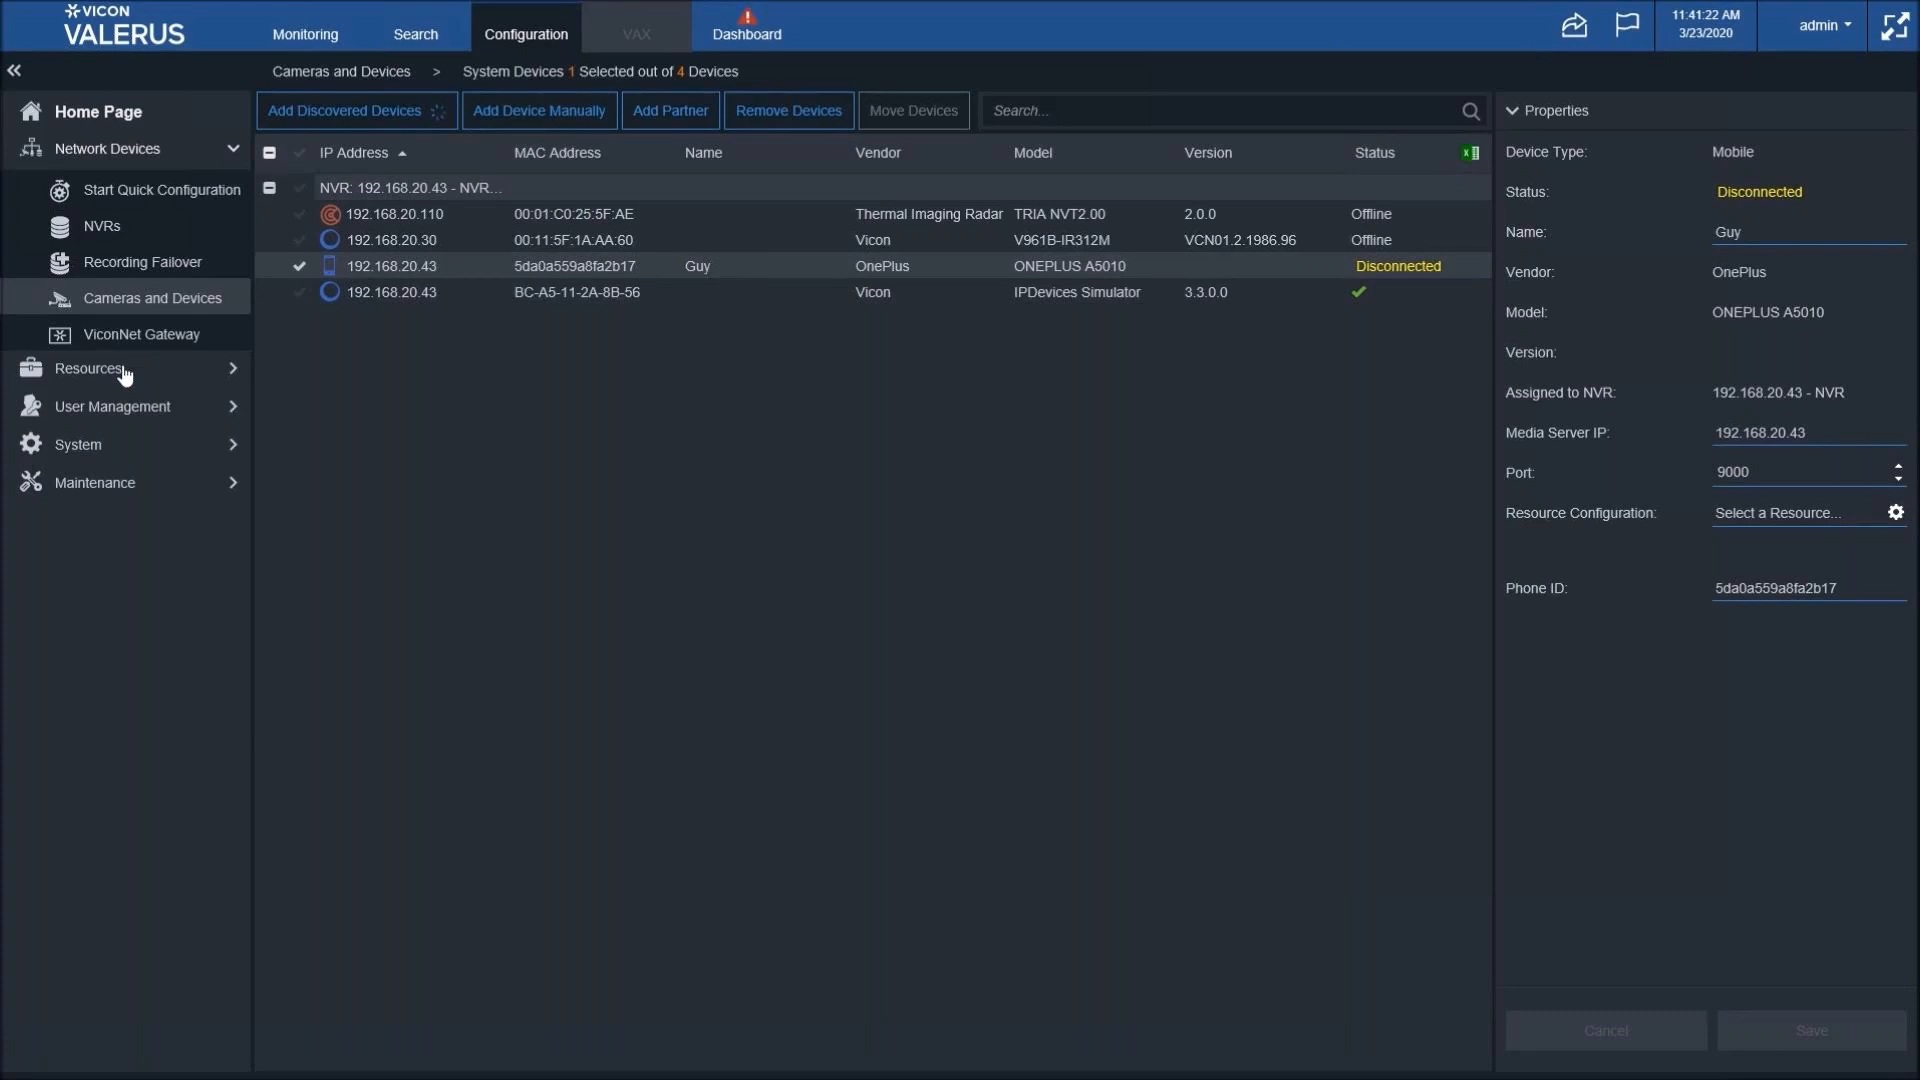 VICON
VALERUS
Monitoring
Search
Configuration
VAX
Dashboard
11:41:22 AM
3/23/2020
admin
Cameras and Devices > System Devices 1 Selected out of 4 Devices
Home Page
Network Devices
Start Quick Configuration
NVRs
Recording Failover
Cameras and Devices
ViconNet Gateway
Resources
User Management
System
Maintenance
Add Discovered Devices
Add Device Manually
Add Partner
Remove Devices
Move Devices
Search...
IP Address MAC Address Name Vendor Model Version Status
NVR: 192.168.20.43 - NVR...
192.168.20.110 00:01:C0:25:5F:AE Thermal Imaging Radar TRIA NVT2.00 2.0.0 Offline
192.168.20.30 00:11:5F:1A:AA:60 Vicon V961B-IR312M VCN01.2.1986.96 Offline
192.168.20.43 5da0a559a8fa2b17 Guy OnePlus ONEPLUS A5010 Disconnected
192.168.20.43 BC-A5-11-2A-8B-56 Vicon IPDevices Simulator 3.3.0.0
Properties
Device Type: Mobile
Status: Disconnected
Name: Guy
Vendor: OnePlus
Model: ONEPLUS A5010
Version:
Assigned to NVR: 192.168.20.43 - NVR
Media Server IP: 192.168.20.43
Port: 9000
Resource Configuration: Select a Resource...
Phone ID: 5da0a559a8fa2b17
Cancel
Save